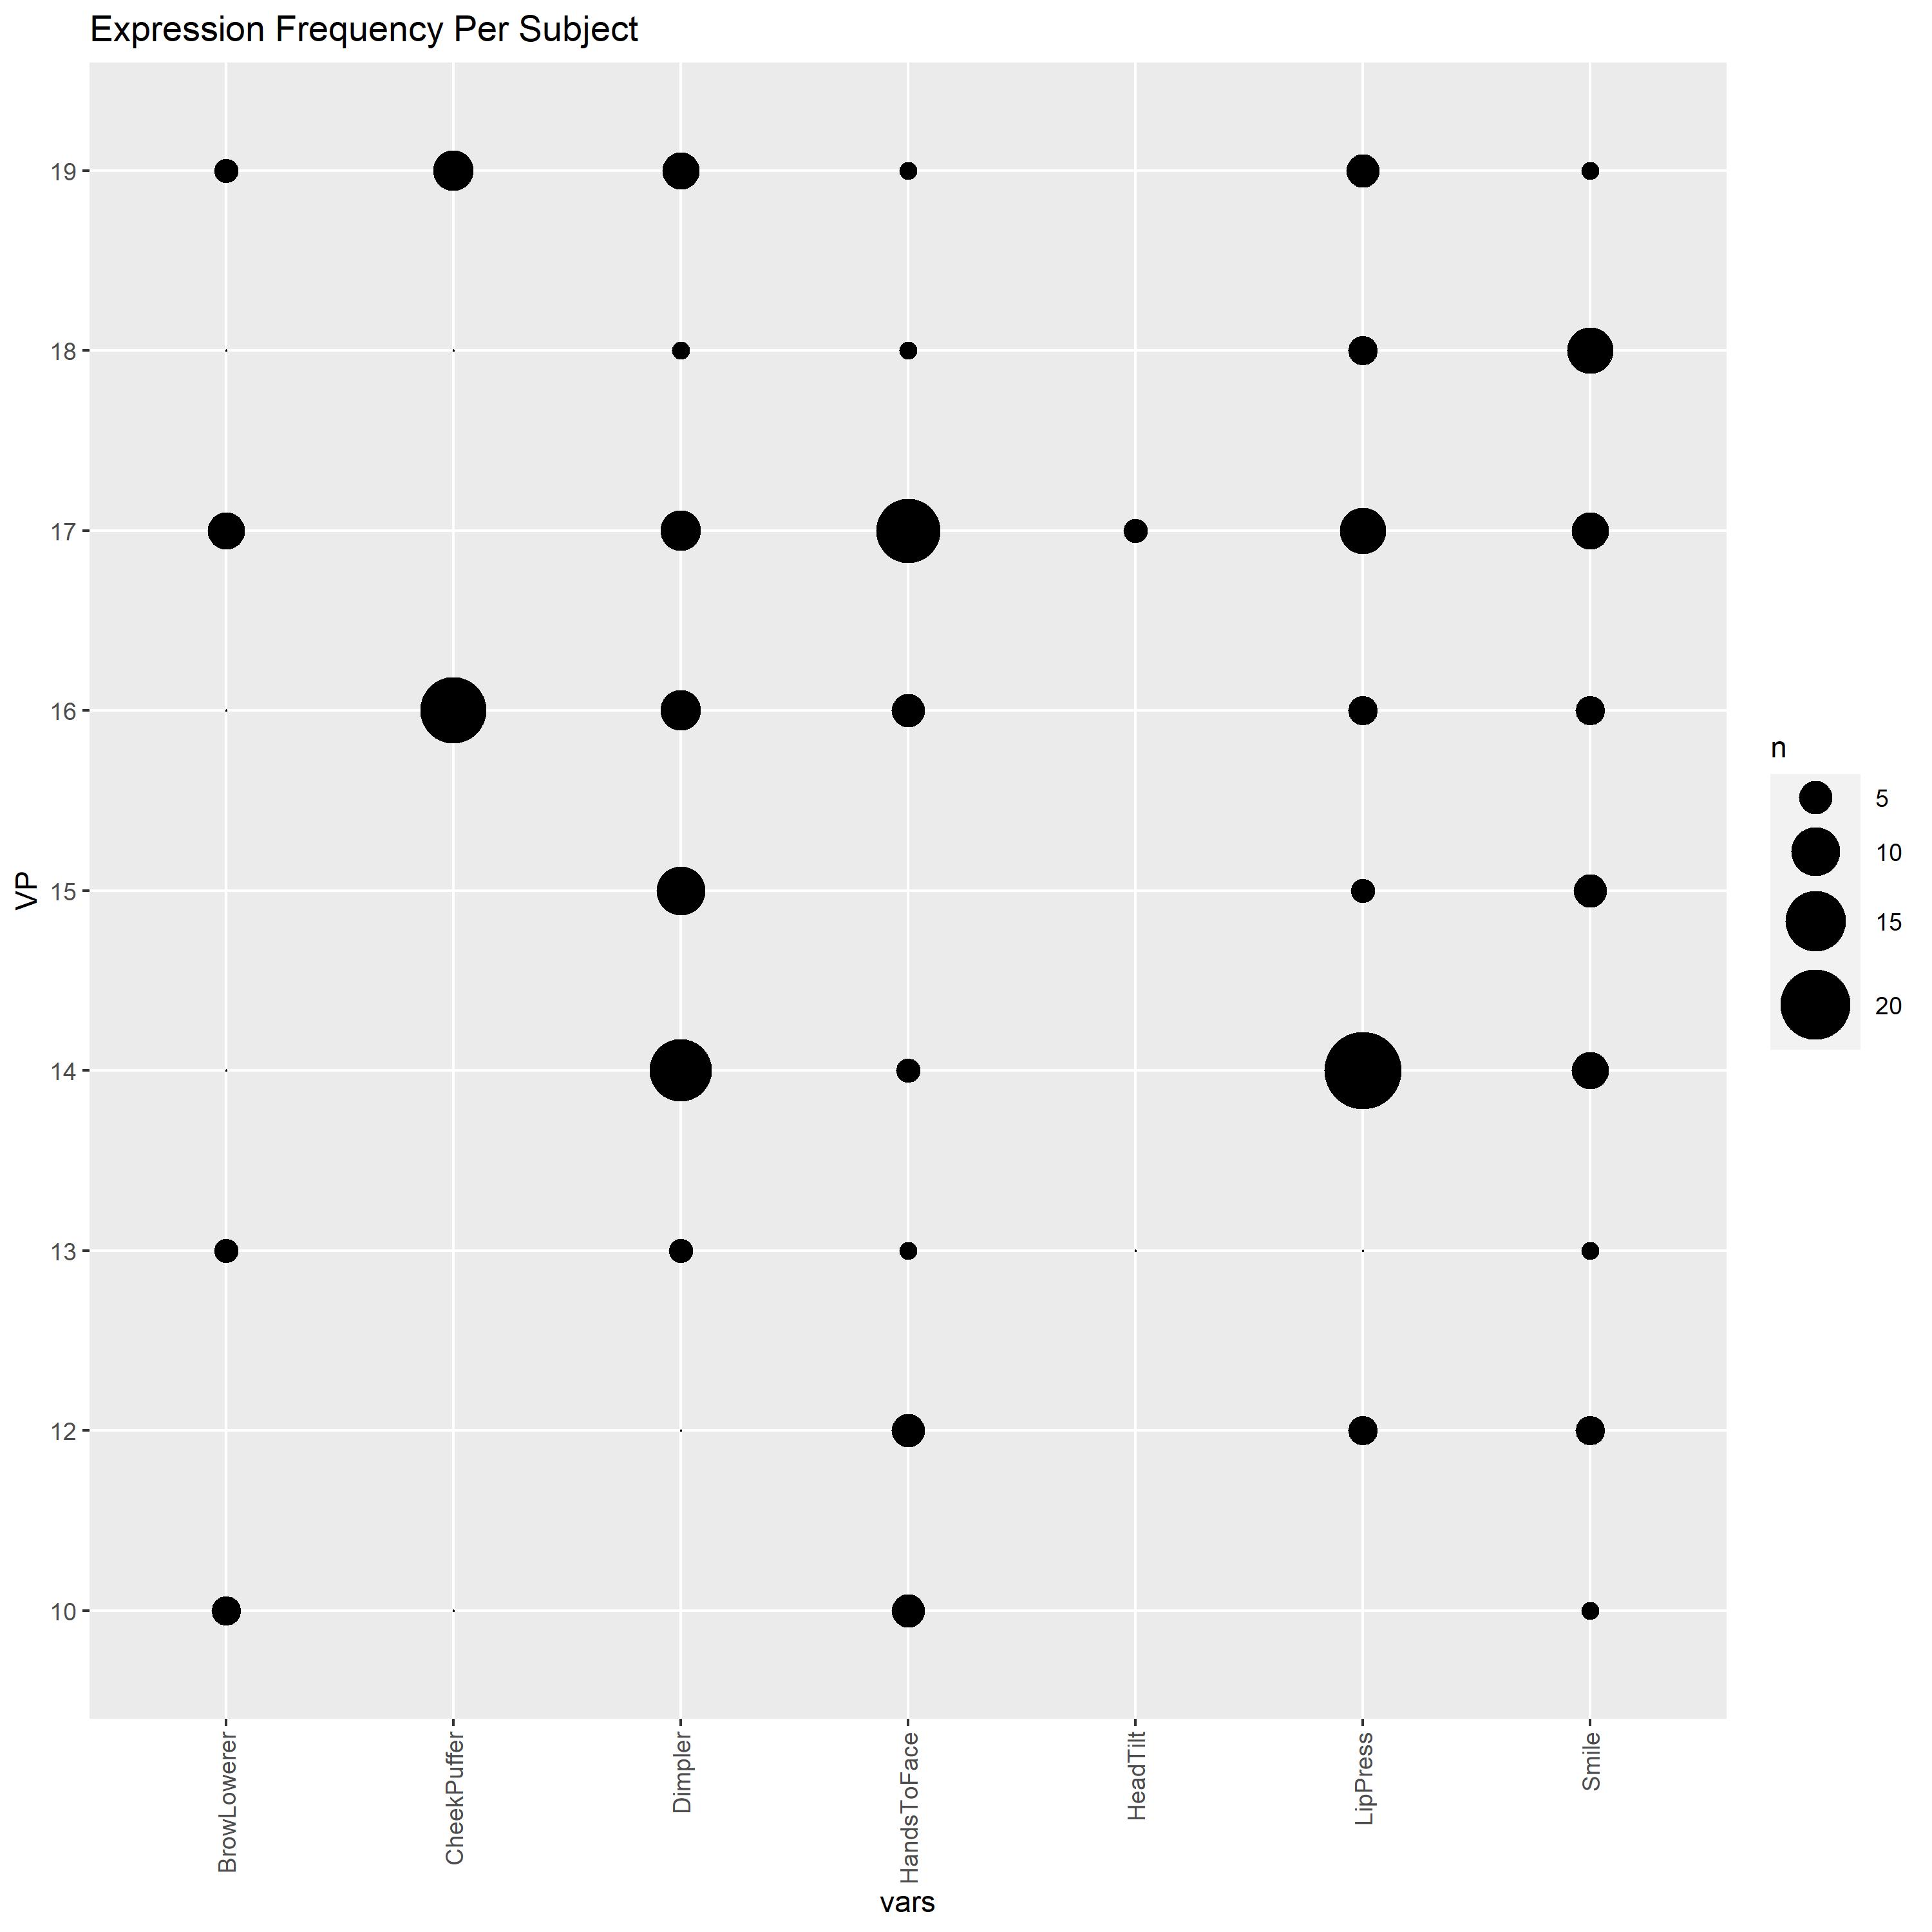 Expression Frequency Per Subject
19
18
17
16
15
14
13
12
10
VP
BrowLowerer
CheekPuffer
Dimpler
HandsToFace
HeadTilt
LipPress
Smile
vars
n
5
10
15
20